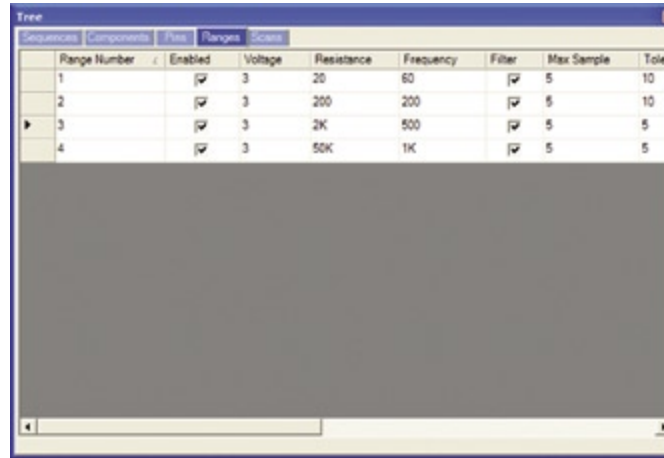 Tree
Sequences Components Pins Ranges Scans
Range Number Enabled Voltage Resistance Frequency Filter Max Sample Tole
1 3 20 60 5 10
2 3 200 200 5 10
3 3 2K 500 5 5
4 3 50K 1K 5 5